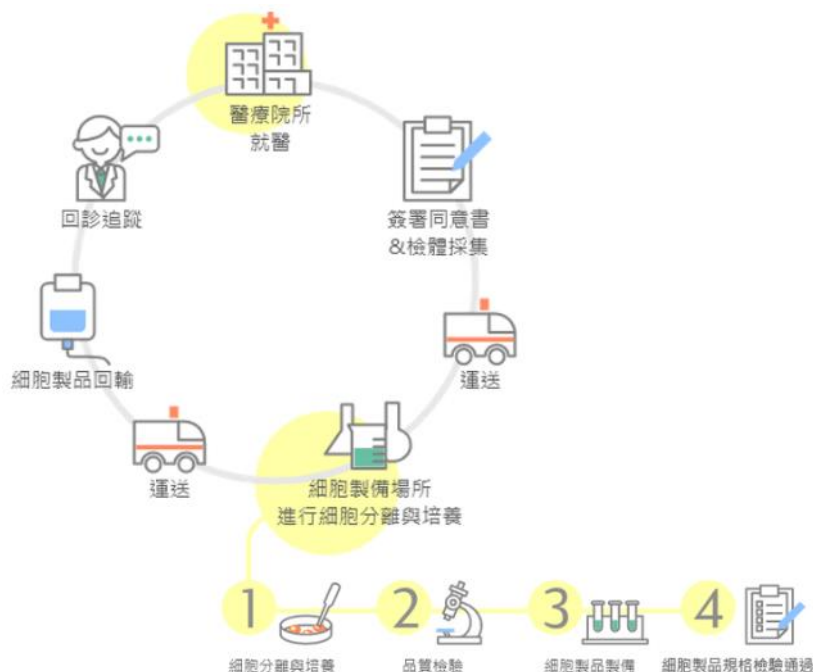 醫療院所
就醫
簽署同意書
&檢體採集
運送
細胞製備場所
進行細胞分離與培養
運送
細胞製品回輸
回診追蹤
1
細胞分離與培養
2
品質檢驗
3
細胞製品製備
4
細胞製品規格檢驗通過